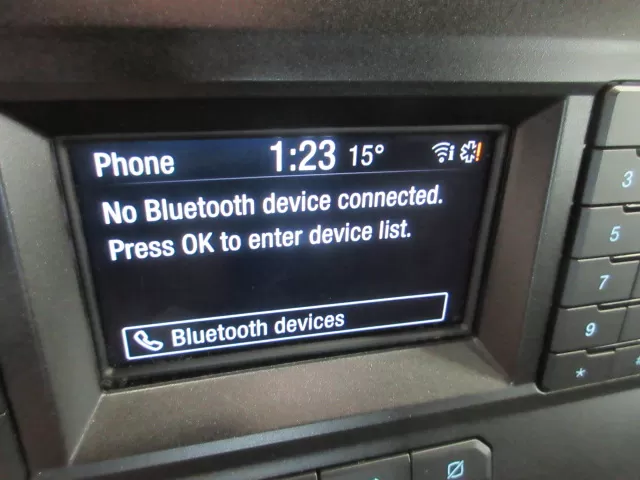 Phone 1:23 15°
No Bluetooth device connected.
Press OK to enter device list.
Bluetooth devices
3
5
7
9
*